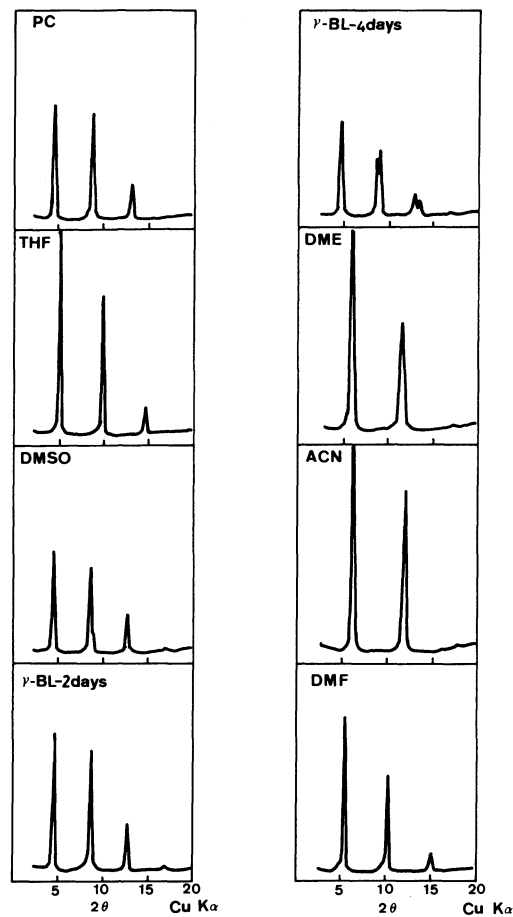 PC
THF
DMSO
γ-BL-2days
5 10 15 20
2θ Cu Kα
γ-BL-4days
DME
ACN
DMF
5 10 15 20
2θ Cu Kα